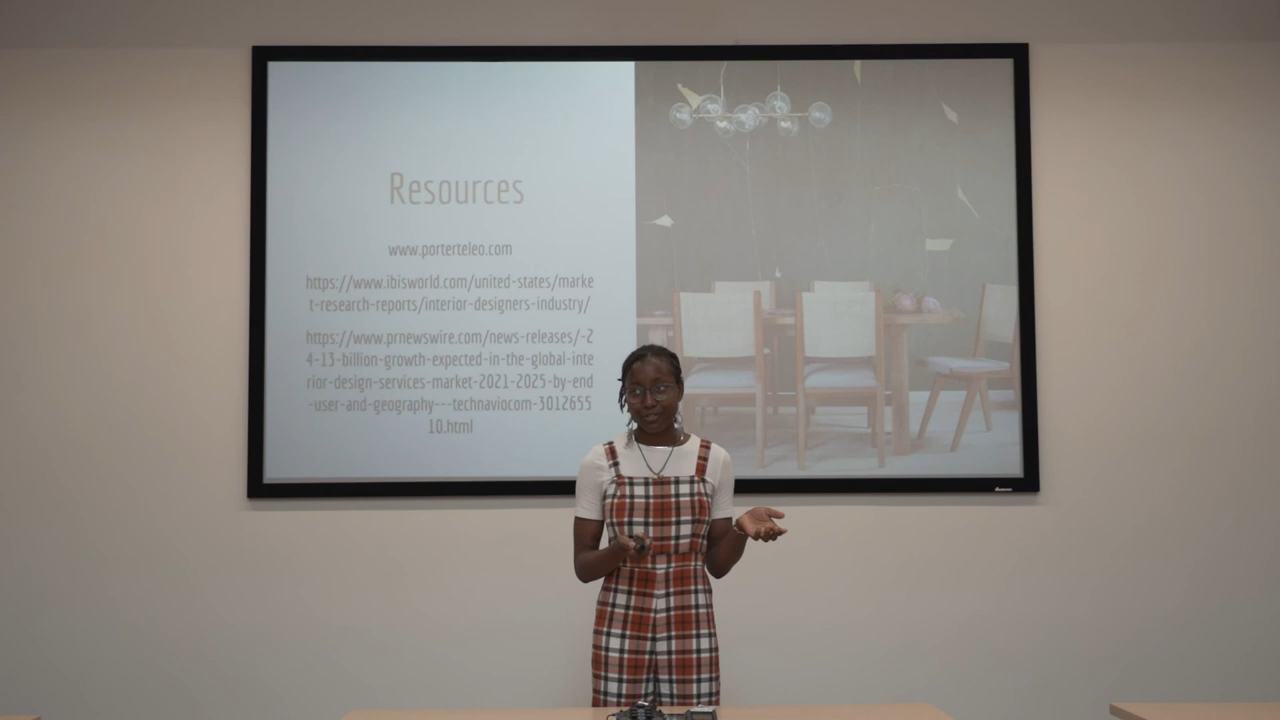 Resources
www.porterteleo.com
https://www.ibisworld.com/united-states/marke
t-research-reports/interior-designers-industry/
https://www.prnewswire.com/news-releases/-2
4-13-billion-growth-expected-in-the-global-inte
rior-design-services-market-2021-2025-by-end
-user-and-geography---technaviocom-3012655
10.html